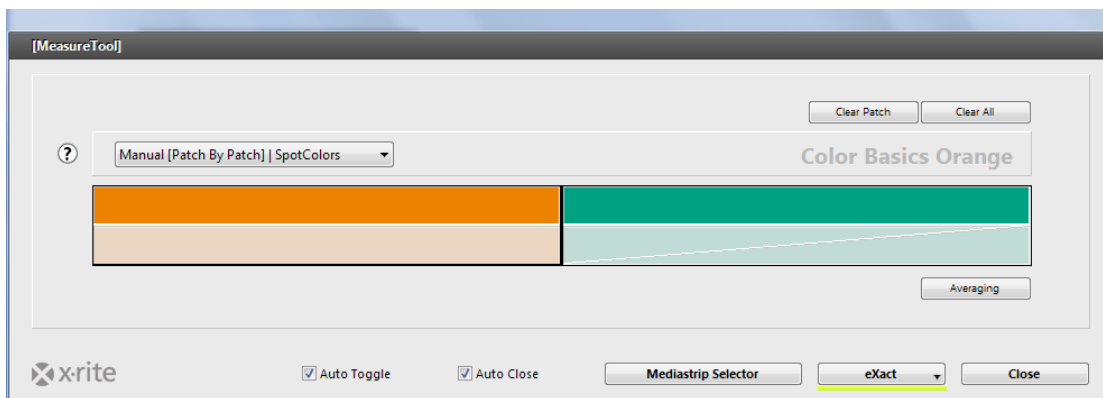 [MeasureTool]
Clear Patch Clear All
? Manual [Patch By Patch] | SpotColors Color Basics Orange
Averaging
x·rite Auto Toggle Auto Close Mediastrip Selector eXact Close